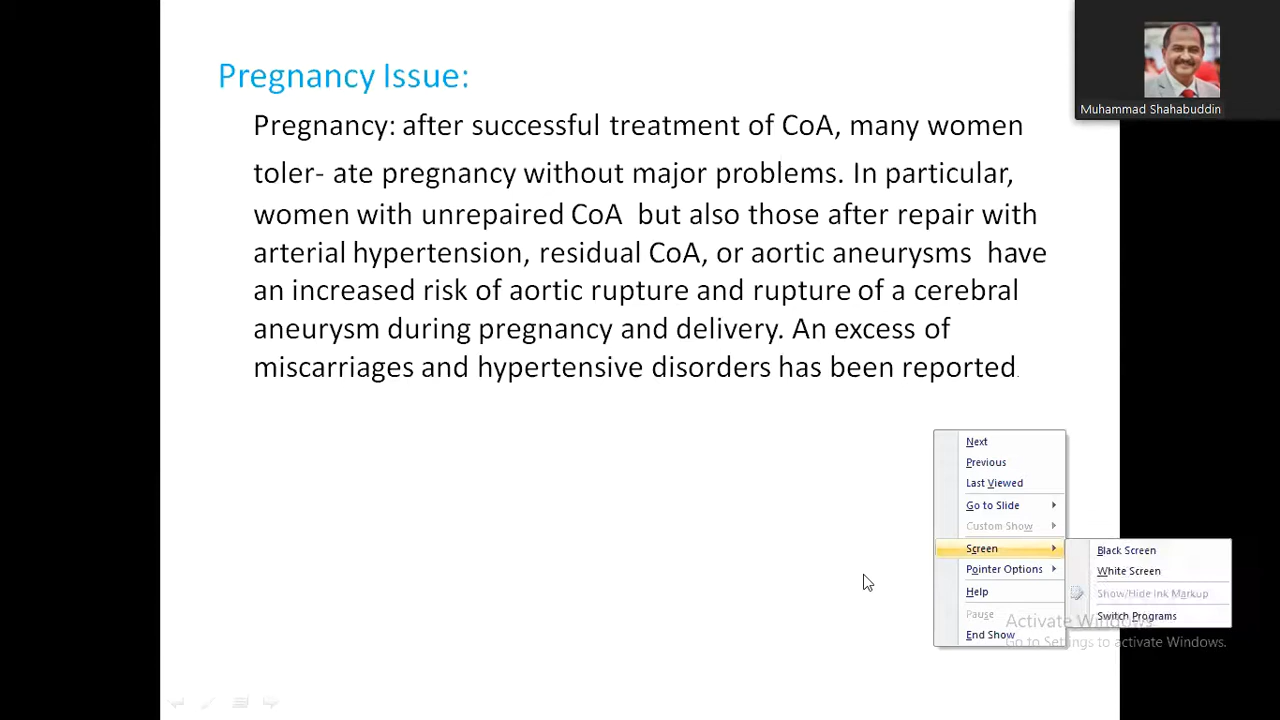 Pregnancy Issue:
Pregnancy: after successful treatment of CoA, many women
toler- ate pregnancy without major problems. In particular,
women with unrepaired CoA but also those after repair with
arterial hypertension, residual CoA, or aortic aneurysms have
an increased risk of aortic rupture and rupture of a cerebral
aneurysm during pregnancy and delivery. An excess of
miscarriages and hypertensive disorders has been reported.
Muhammad Shahabuddin
Next
Previous
Last Viewed
Go to Slide
Custom Show
Screen
Pointer Options
Help
Pause
End Show
Black Screen
White Screen
Show/Hide Ink Markup
Switch Programs
Activate Windows
Go to Settings to activate Windows.